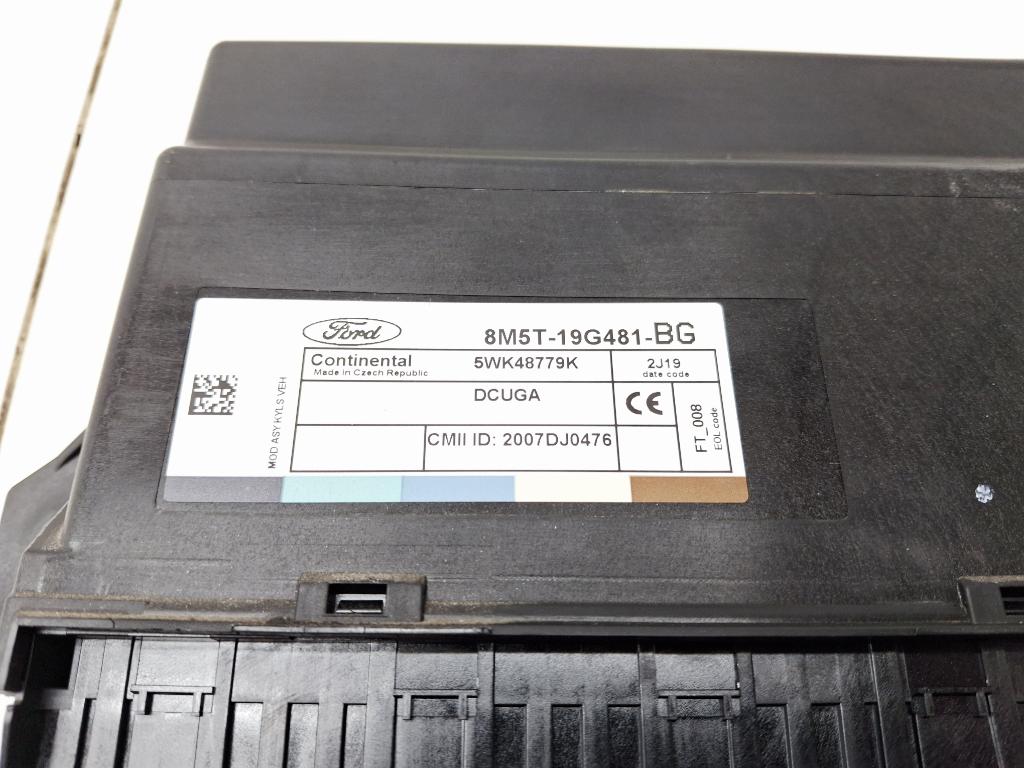 Ford
8M5T-19G481-BG
Continental 5WK48779K 2J19
Made in Czech Republic date code
DCUGA
CE
CMII ID: 2007DJ0476
FT_008
EOL code
MOD ASY KYLS VEH